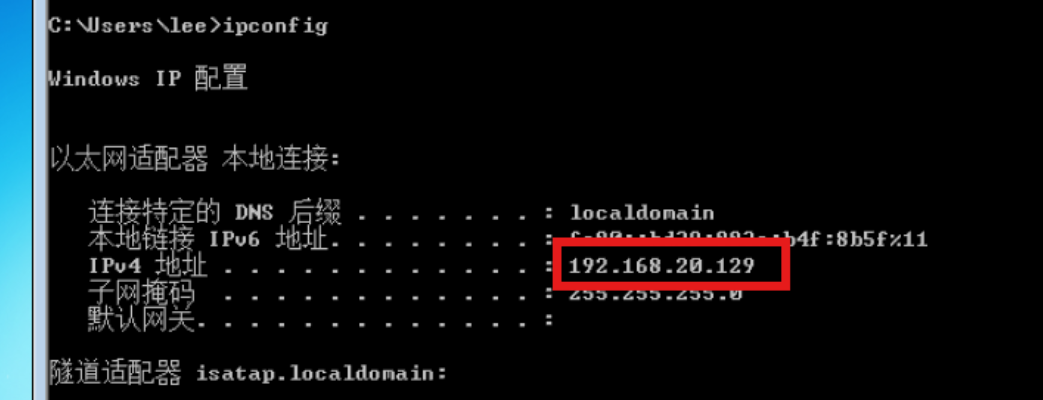 C:\Users\lee>ipconfig
Windows IP 配置
以太网适配器 本地连接:
连接特定的 DNS 后缀 . . . . . . . : localdomain
本地链接 IPv6 地址. . . . . . . . : b4f:8b5f%11
IPv4 地址 . . . . . . . . . . . . : 192.168.20.129
子网掩码 . . . . . . . . . . . . : 255.255.255.0
默认网关. . . . . . . . . . . . . :
隧道适配器 isatap.localdomain: